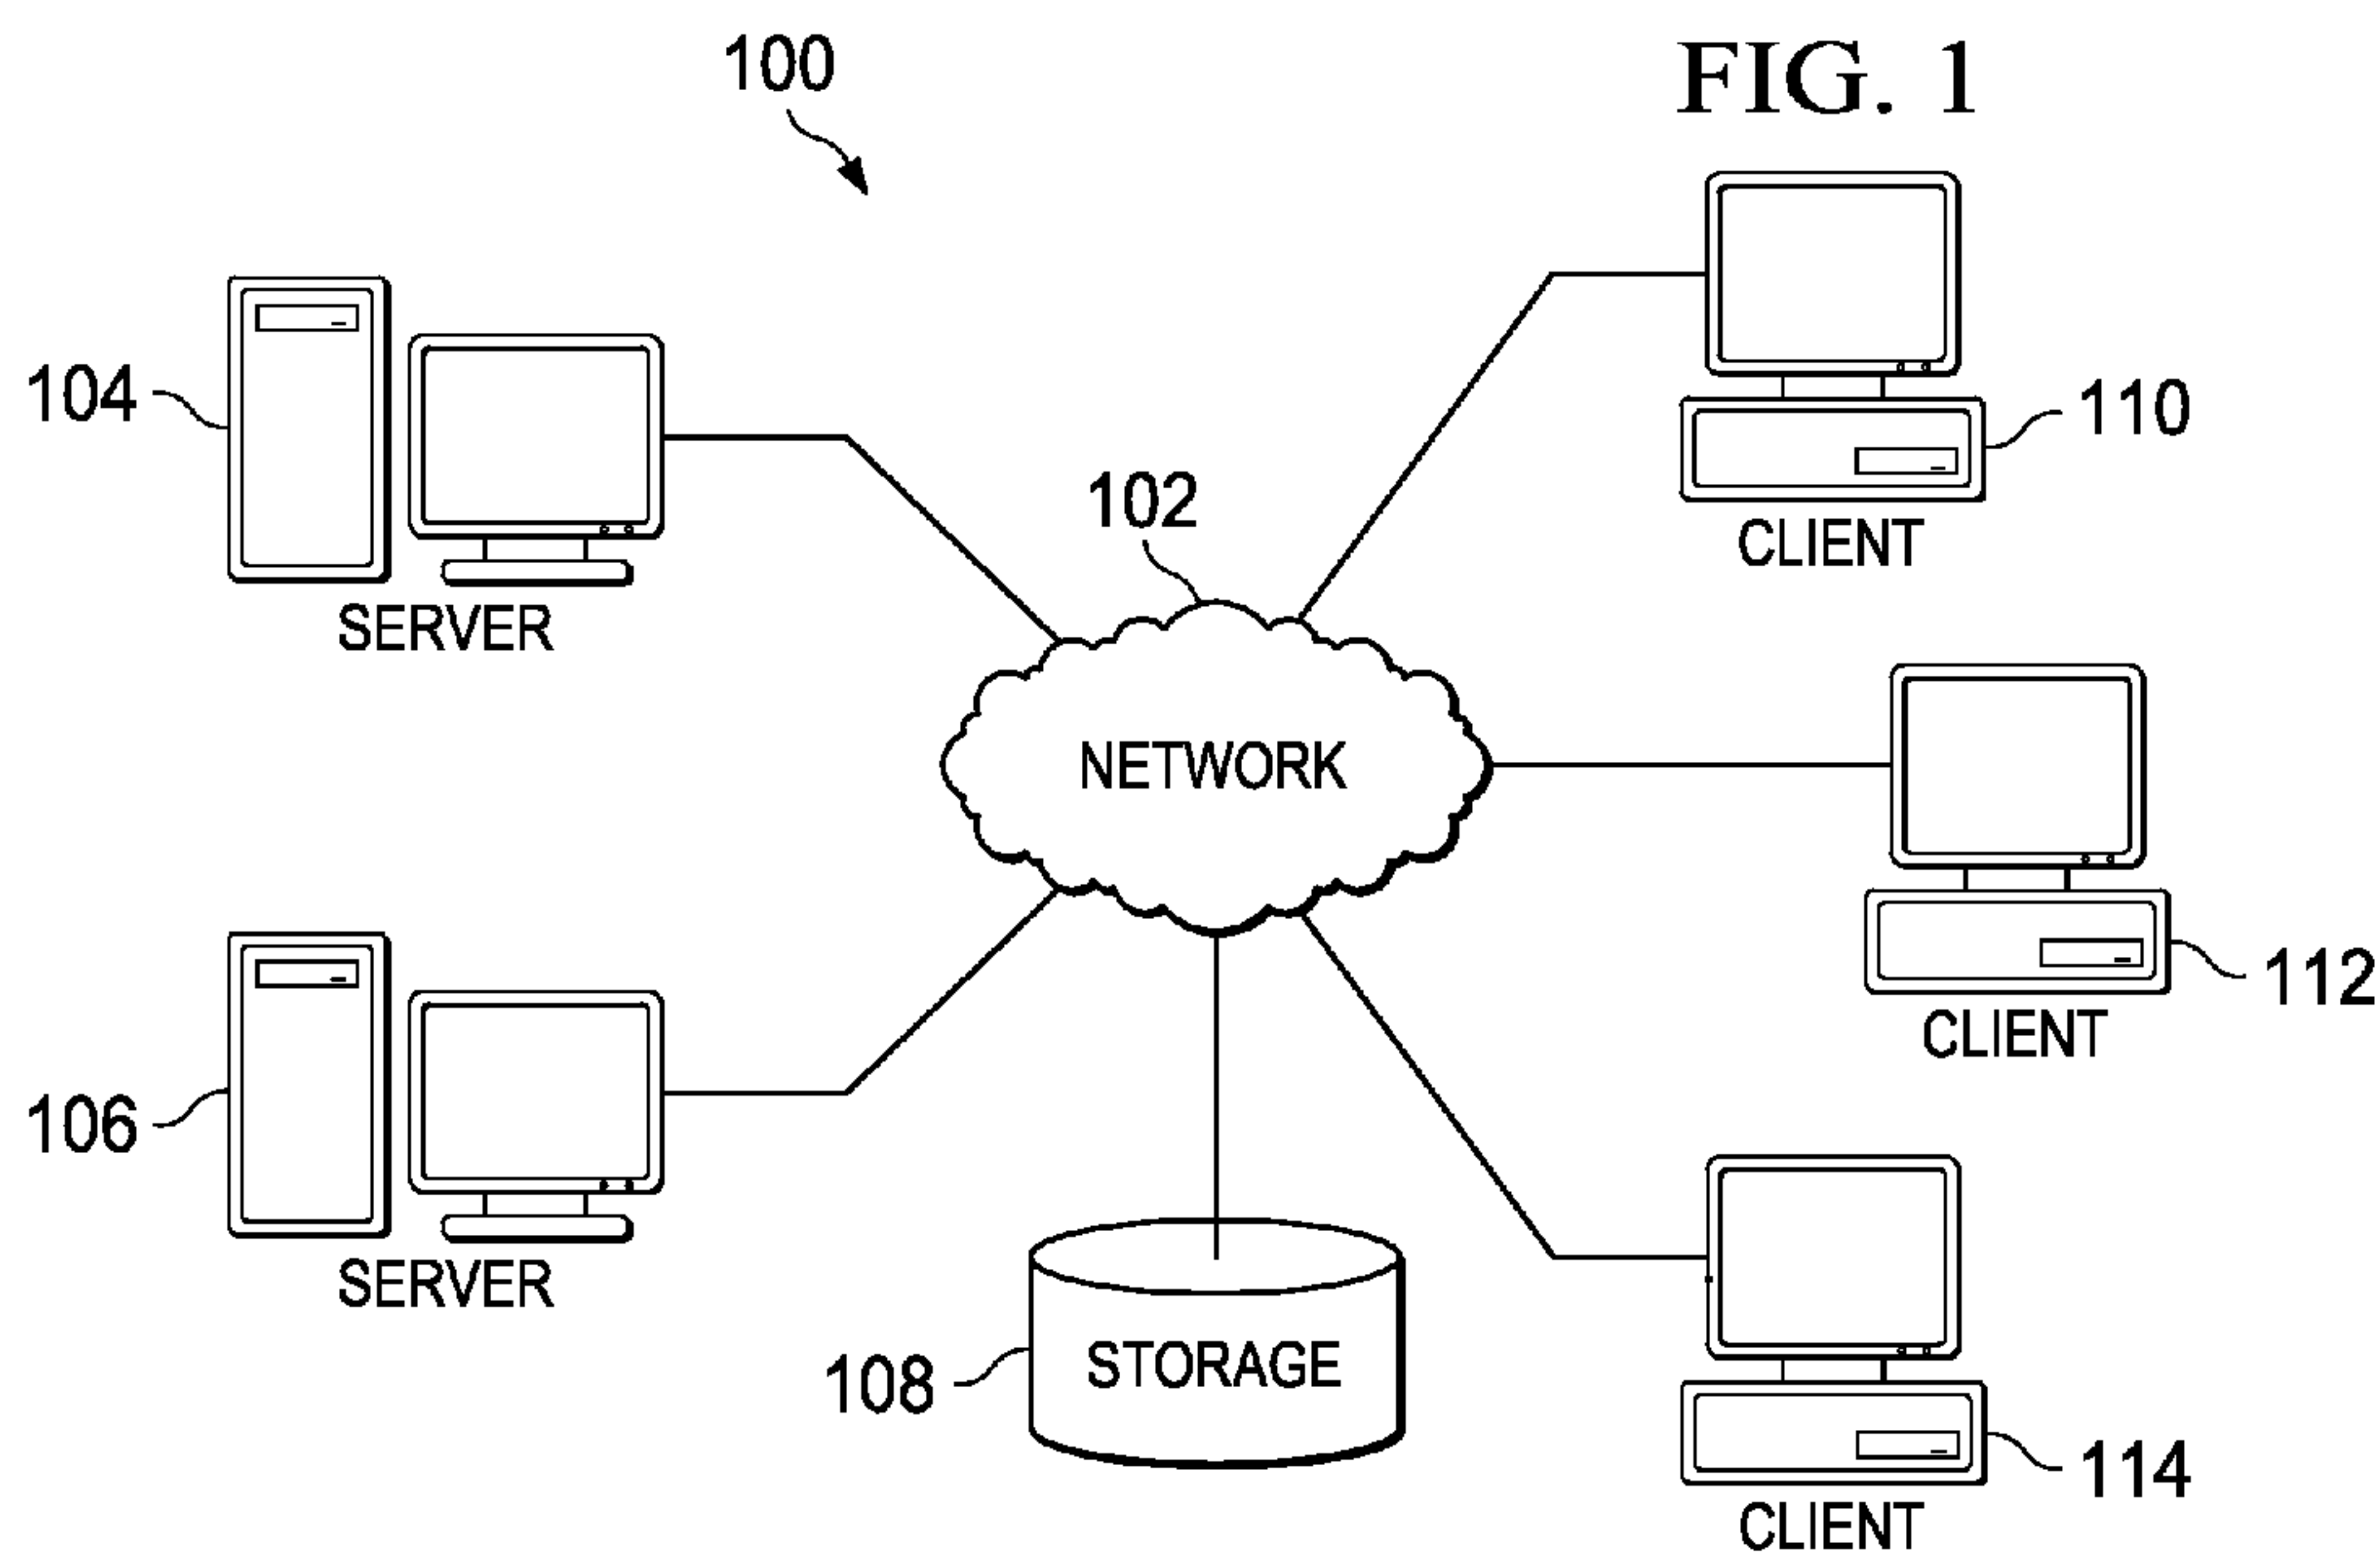 100
FIG. 1
104
110
102
CLIENT
SERVER
NETWORK
112
CLIENT
106
SERVER
108
STORAGE
114
CLIENT